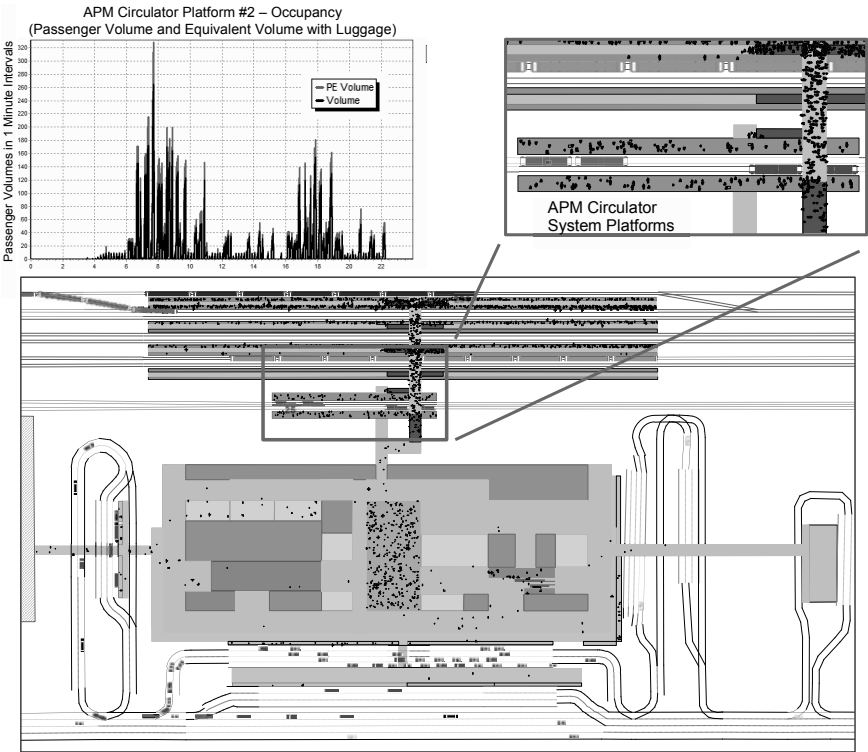 APM Circulator Platform #2 – Occupancy
(Passenger Volume and Equivalent Volume with Luggage)
Passenger Volumes in 1 Minute Intervals
320
300
280
260
240
220
200
180
160
140
120
100
80
60
40
20
0
PE Volume
Volume
0 2 4 6 8 10 12 14 16 18 20 22 24
APM Circulator
System Platforms